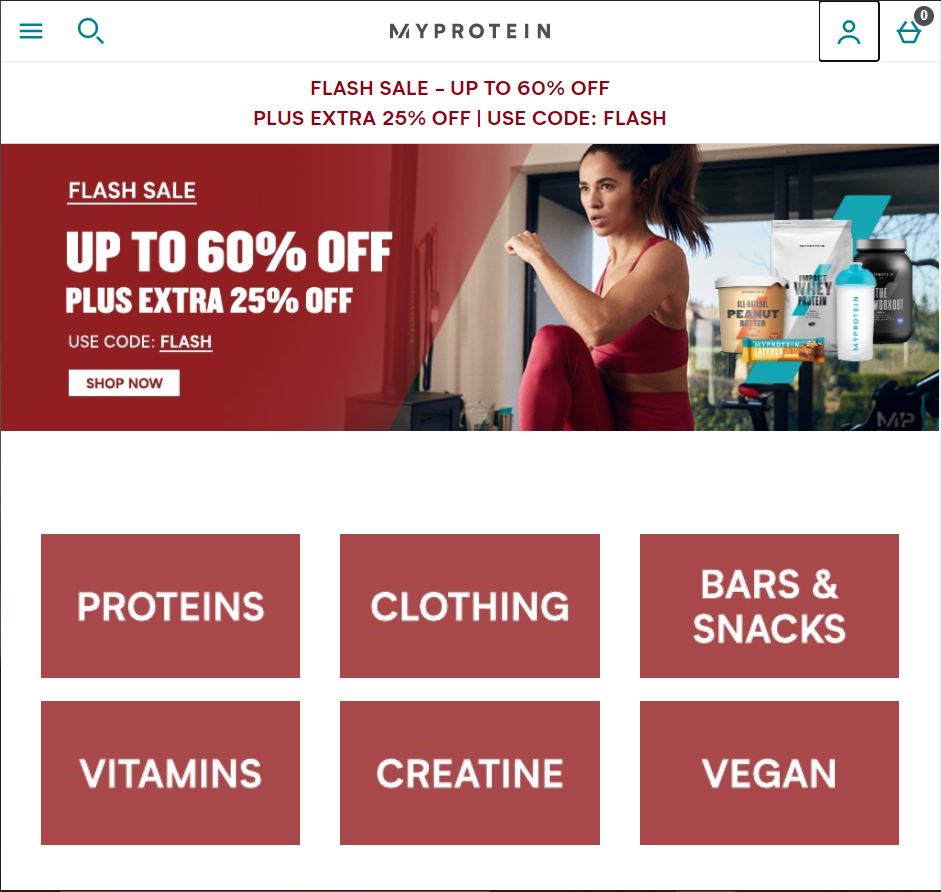 MYPROTEIN
0
FLASH SALE - UP TO 60% OFF
PLUS EXTRA 25% OFF | USE CODE: FLASH
FLASH SALE
UP TO 60% OFF
PLUS EXTRA 25% OFF
USE CODE: FLASH
SHOP NOW
ALL-NATURAL
PEANUT
BUTTER
IMPACT
WHEY
PROTEIN
MYPROTEIN
THE
WORKOUT
MYPROTEIN
LAYERED
MP
PROTEINS
CLOTHING
BARS &
SNACKS
VITAMINS
CREATINE
VEGAN